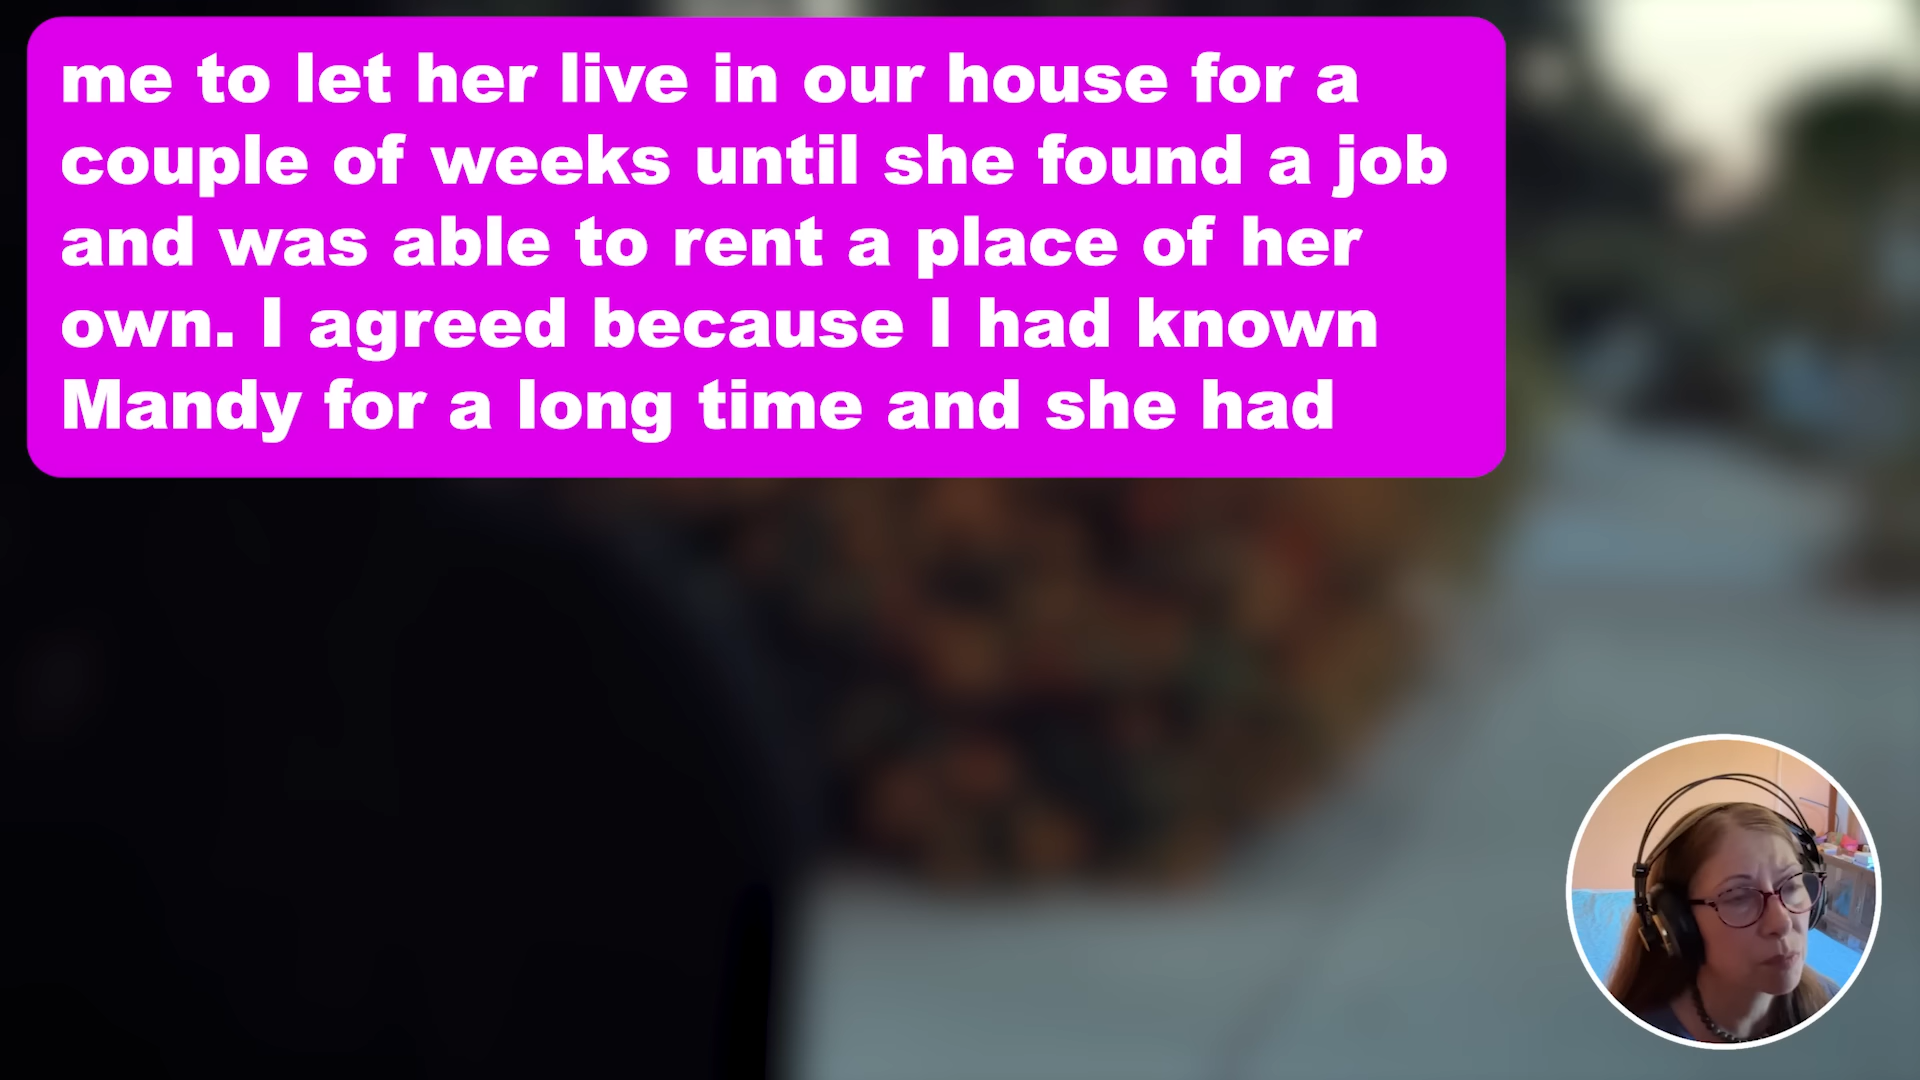 me to let her live in our house for a
couple of weeks until she found a job
and was able to rent a place of her
own. I agreed because I had known
Mandy for a long time and she had